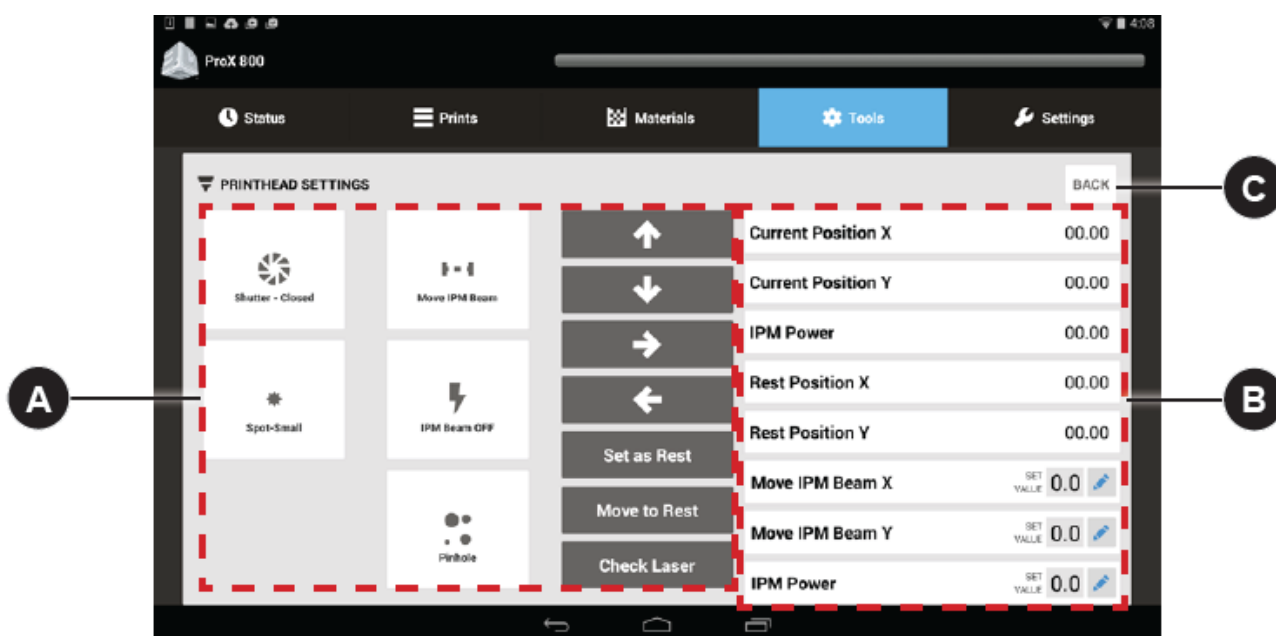 4:08
ProX 800
Status Prints Materials Tools Settings
PRINTHEAD SETTINGS
BACK
C
Shutter - Closed
Move IPM Beam
Spot-Small
IPM Beam OFF
Pinhole
A
Set as Rest
Move to Rest
Check Laser
Current Position X 00.00
Current Position Y 00.00
IPM Power 00.00
Rest Position X 00.00
Rest Position Y 00.00
Move IPM Beam X SET VALUE 0.0
Move IPM Beam Y SET VALUE 0.0
IPM Power SET VALUE 0.0
B